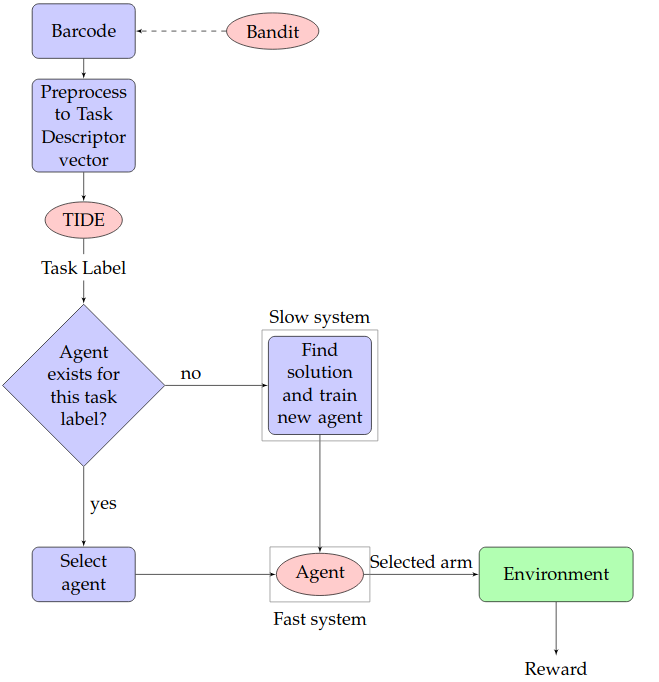 Barcode
Bandit
Preprocess
to Task
Descriptor
vector
TIDE
Task Label
Agent
exists for
this task
label?
no
Slow system
Find
solution
and train
new agent
yes
Select
agent
Agent
Fast system
Selected arm
Environment
Reward